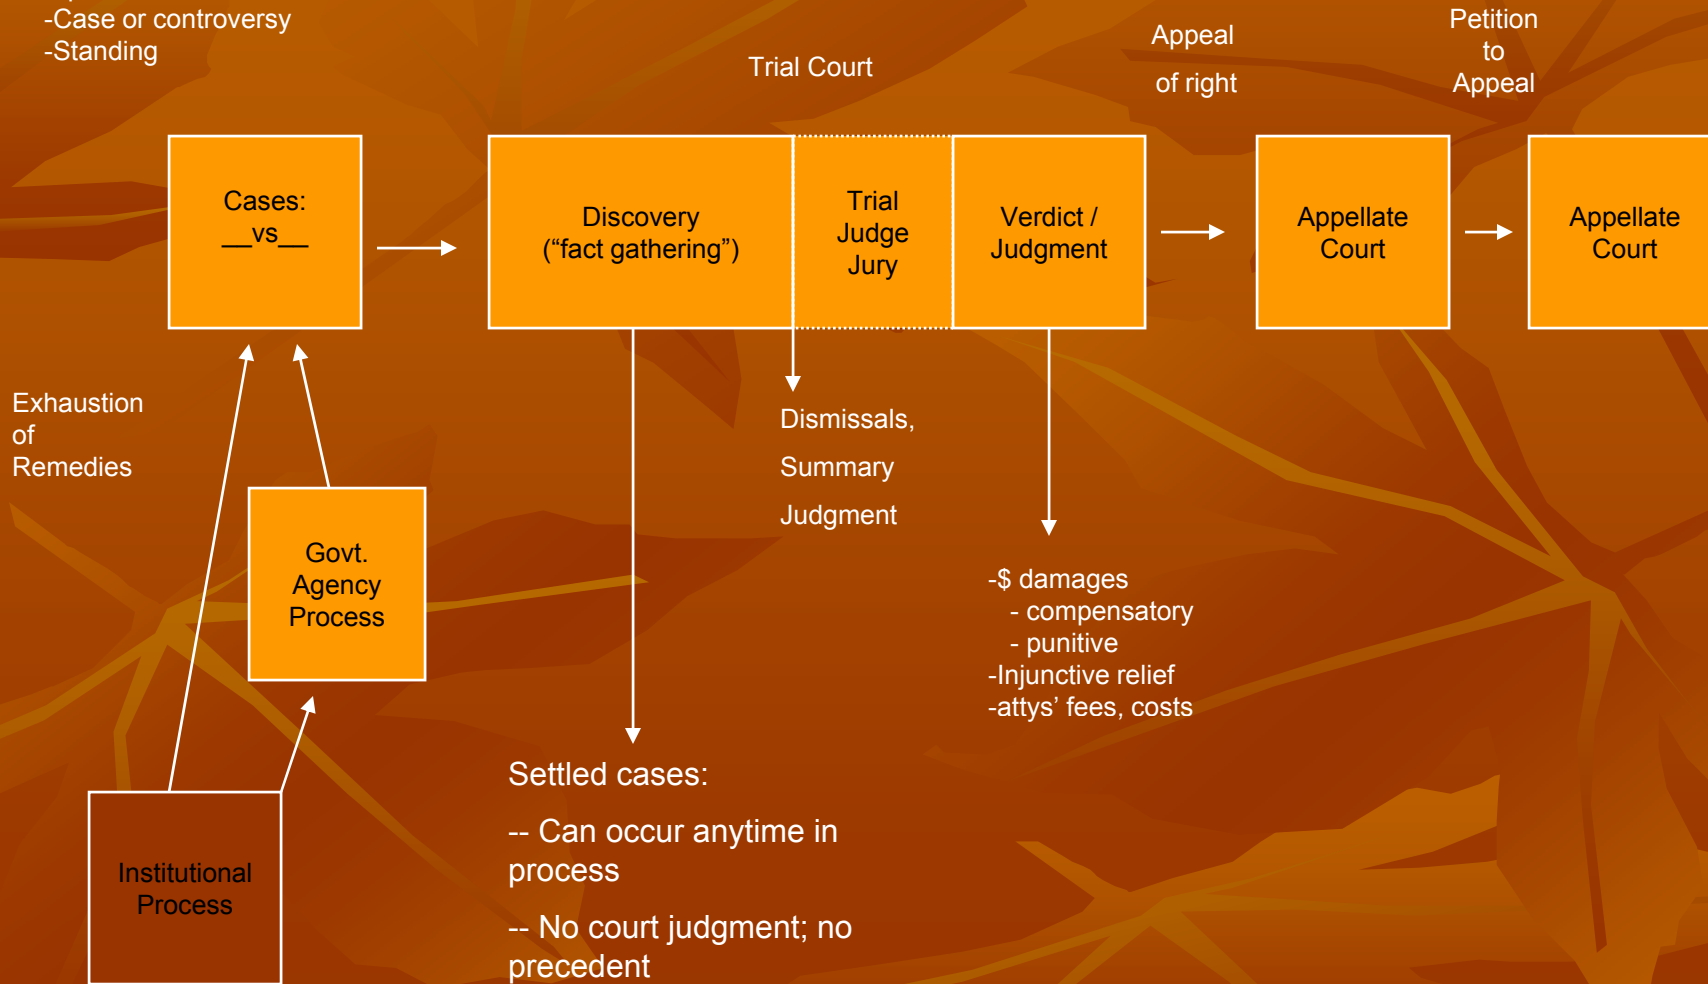 -Case or controversy
-Standing
Trial Court
Appeal
of right
Petition
to
Appeal
Cases:
__vs__
Discovery
(“fact gathering”)
Trial
Judge
Jury
Verdict /
Judgment
Appellate
Court
Appellate
Court
Exhaustion
of
Remedies
Dismissals,
Summary
Judgment
Govt.
Agency
Process
-$ damages
- compensatory
- punitive
-Injunctive relief
-attys’ fees, costs
Institutional
Process
Settled cases:
-- Can occur anytime in
process
-- No court judgment; no
precedent